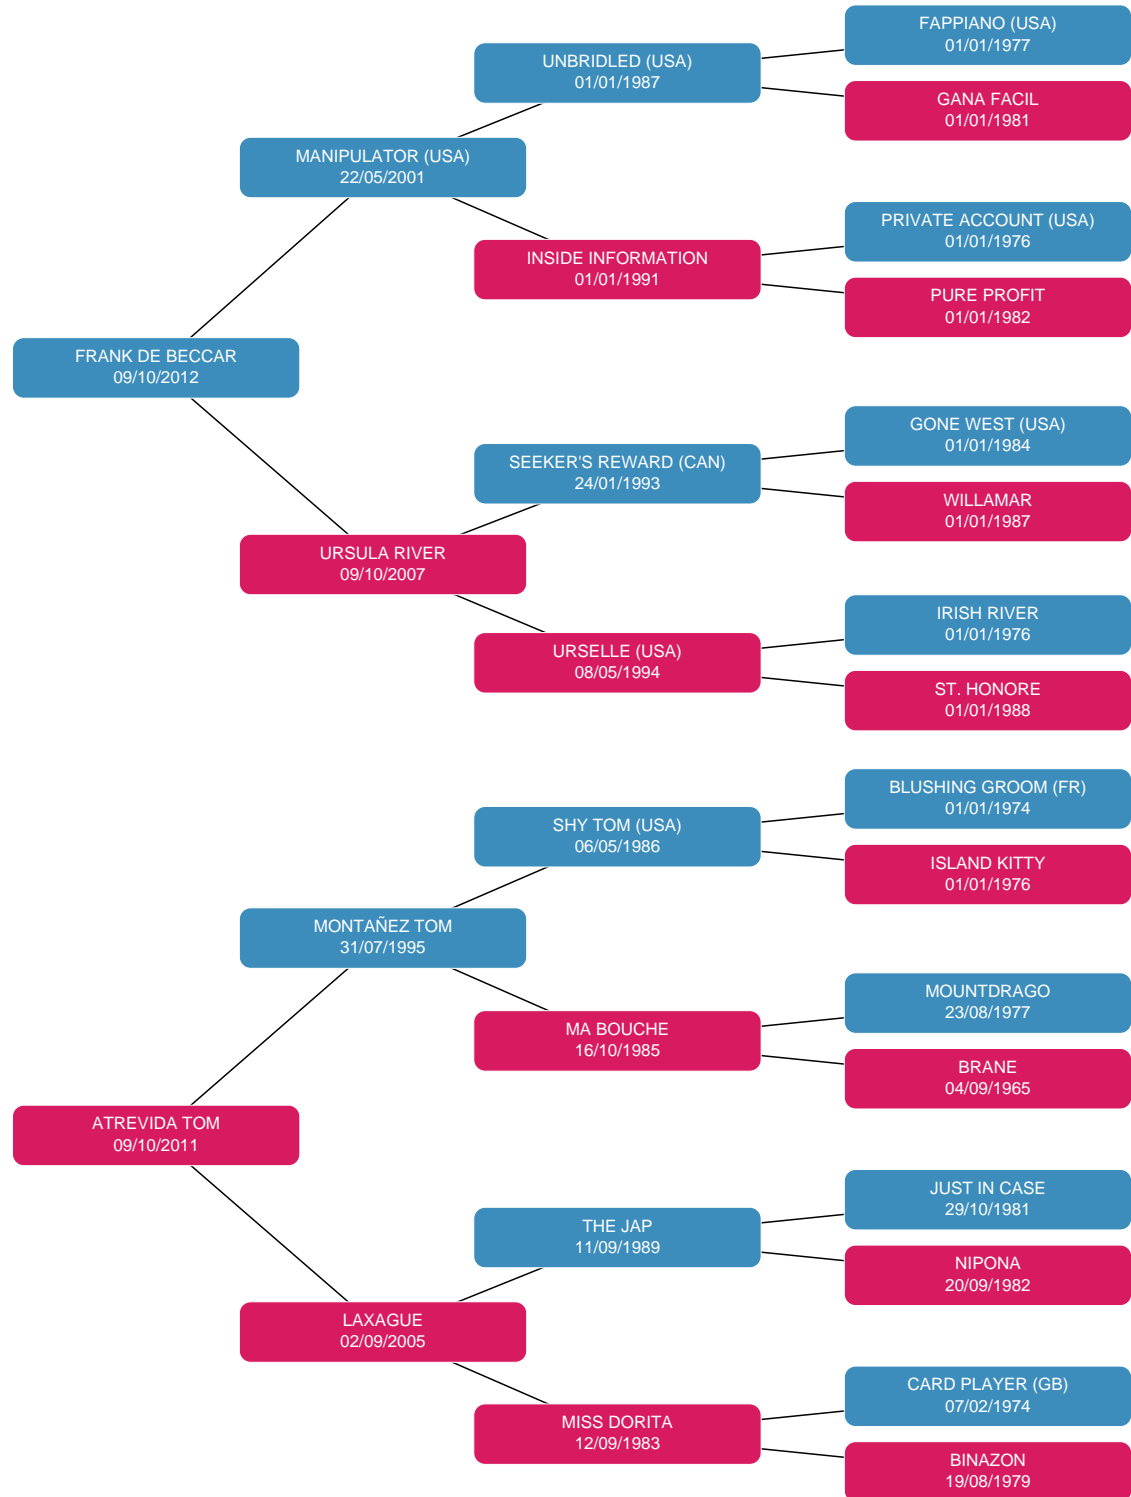 FAPPIANO (USA)
01/01/1977
UNBRIDLED (USA)
01/01/1987
GANA FACIL
01/01/1981
MANIPULATOR (USA)
22/05/2001
PRIVATE ACCOUNT (USA)
01/01/1976
INSIDE INFORMATION
01/01/1991
PURE PROFIT
01/01/1982
FRANK DE BECCAR
09/10/2012
GONE WEST (USA)
01/01/1984
SEEKER'S REWARD (CAN)
24/01/1993
WILLAMAR
01/01/1987
URSULA RIVER
09/10/2007
IRISH RIVER
01/01/1976
URSELLE (USA)
08/05/1994
ST. HONORE
01/01/1988
BLUSHING GROOM (FR)
01/01/1974
SHY TOM (USA)
06/05/1986
ISLAND KITTY
01/01/1976
MONTAÑEZ TOM
31/07/1995
MOUNTDRAGO
23/08/1977
MA BOUCHE
16/10/1985
BRANE
04/09/1965
ATREVIDA TOM
09/10/2011
JUST IN CASE
29/10/1981
THE JAP
11/09/1989
NIPONA
20/09/1982
LAXAGUE
02/09/2005
CARD PLAYER (GB)
07/02/1974
MISS DORITA
12/09/1983
BINAZON
19/08/1979